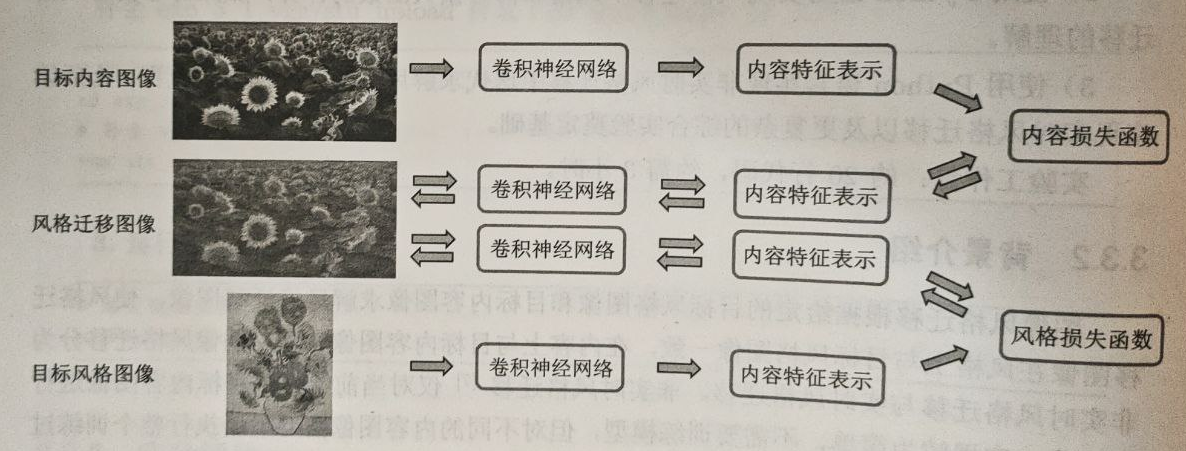 目标内容图像
卷积神经网络
内容特征表示
内容损失函数
风格迁移图像
卷积神经网络
内容特征表示
卷积神经网络
内容特征表示
风格损失函数
目标风格图像
卷积神经网络
内容特征表示